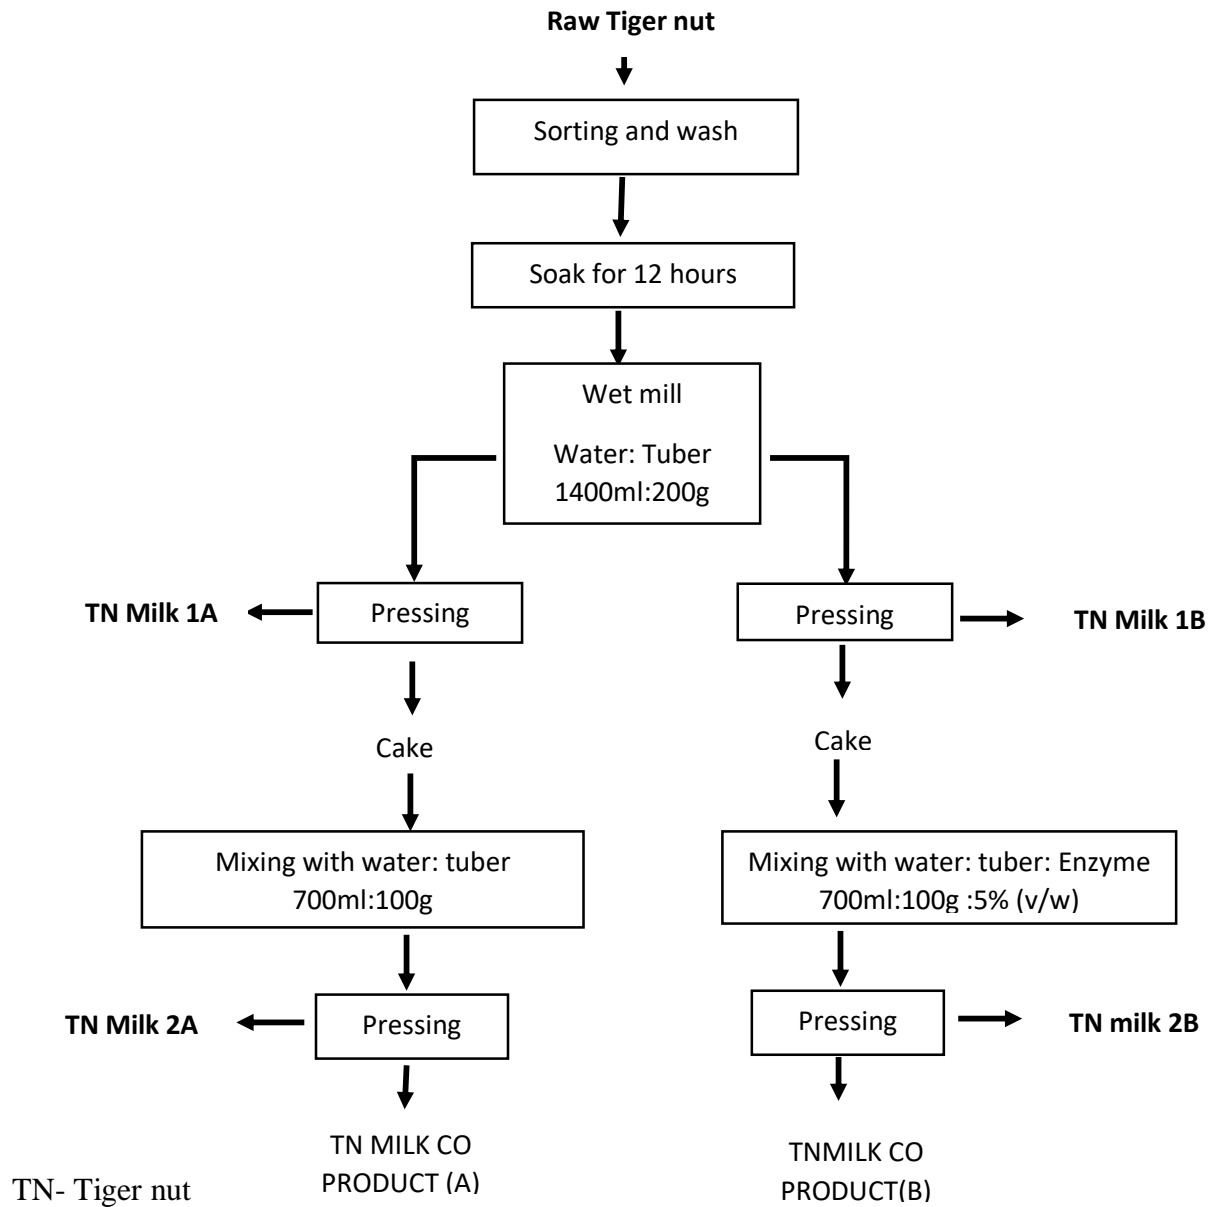 Raw Tiger nut
Sorting and wash
Soak for 12 hours
Wet mill
Water: Tuber
1400ml:200g
TN Milk 1A
Pressing
Pressing
TN Milk 1B
Cake
Cake
Mixing with water: tuber
700ml:100g
Mixing with water: tuber: Enzyme
700ml:100g :5% (v/w)
TN Milk 2A
Pressing
Pressing
TN milk 2B
TN MILK CO
PRODUCT (A)
TNMILK CO
PRODUCT(B)
TN- Tiger nut